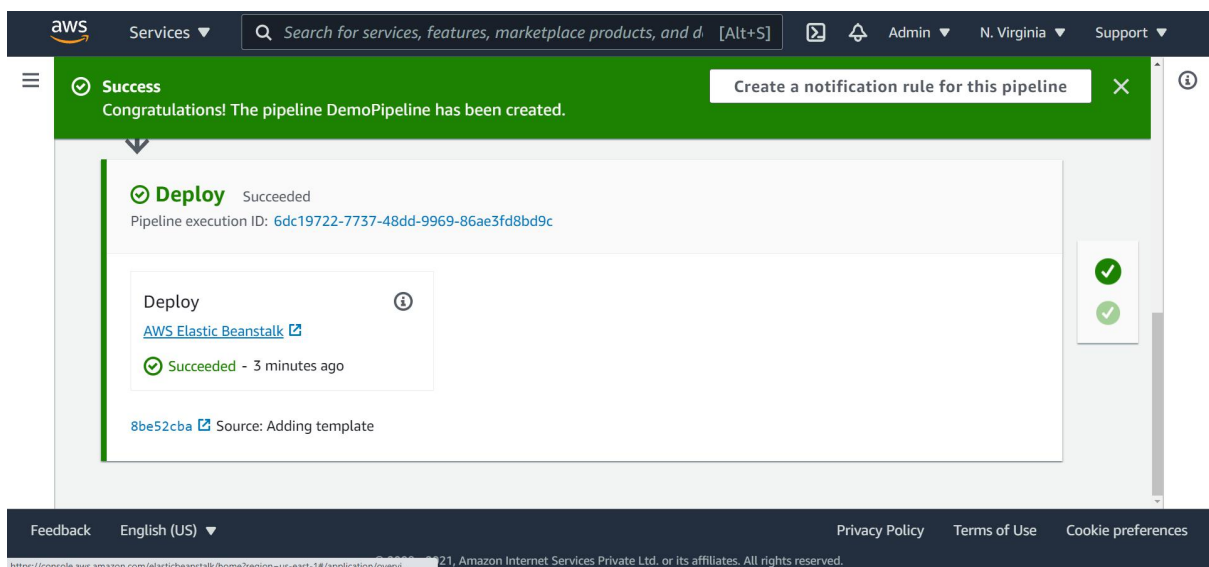 aws Services ▼ Search for services, features, marketplace products, and d [Alt+S] Admin ▼ N. Virginia ▼ Support ▼
Success
Create a notification rule for this pipeline
Congratulations! The pipeline DemoPipeline has been created.
Deploy Succeeded
Pipeline execution ID: 6dc19722-7737-48dd-9969-86ae3fd8bd9c
Deploy
AWS Elastic Beanstalk
Succeeded - 3 minutes ago
8be52cba Source: Adding template
Feedback English (US) ▼ Privacy Policy Terms of Use Cookie preferences
21, Amazon Internet Services Private Ltd. or its affiliates. All rights reserved.